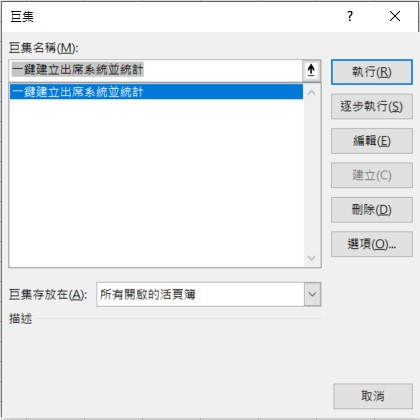 巨集
?
巨集名稱(M):
一鍵建立出席系統並統計
一鍵建立出席系統並統計
執行(R)
逐步執行(S)
編輯(E)
建立(C)
刪除(D)
選項(O)...
巨集存放在(A):
所有開啟的活頁簿
描述
取消